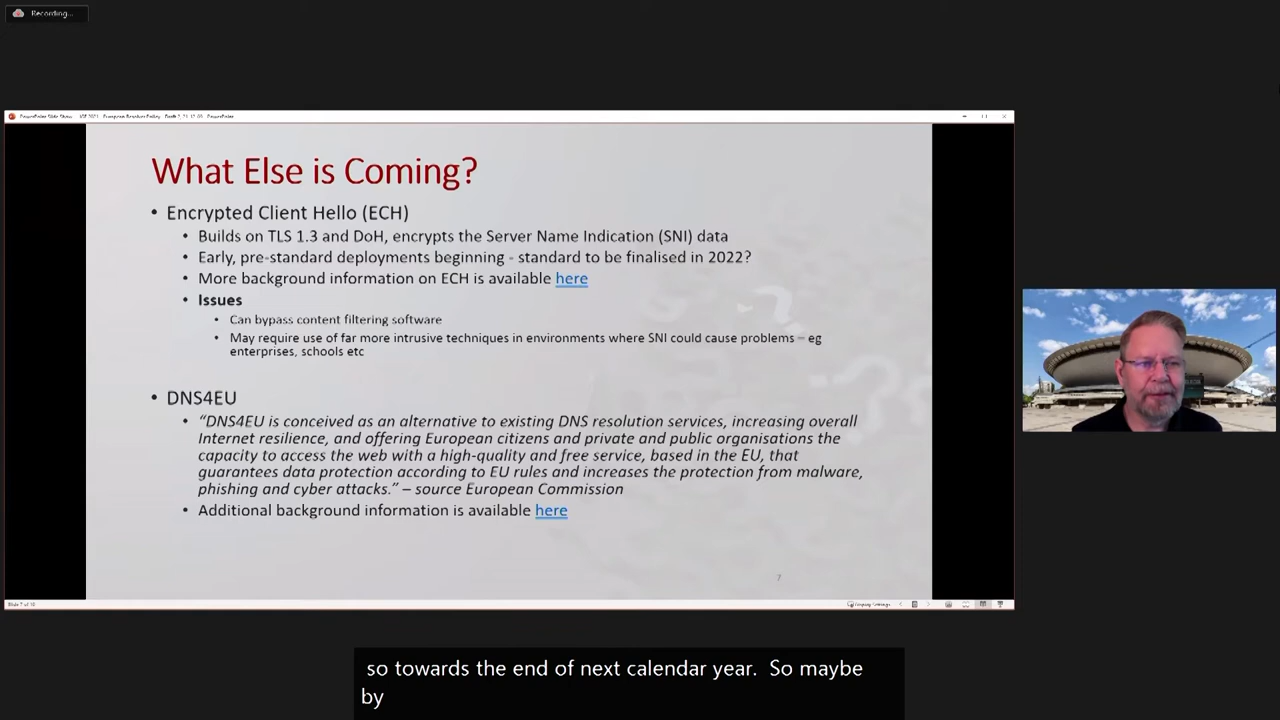 Recording...
PowerPoint Slide Show
What Else is Coming?
• Encrypted Client Hello (ECH)
• Builds on TLS 1.3 and DoH, encrypts the Server Name Indication (SNI) data
• Early, pre-standard deployments beginning - standard to be finalised in 2022?
• More background information on ECH is available here
• Issues
• Can bypass content filtering software
• May require use of far more intrusive techniques in environments where SNI could cause problems – eg
enterprises, schools etc
• DNS4EU
• “DNS4EU is conceived as an alternative to existing DNS resolution services, increasing overall
Internet resilience, and offering European citizens and private and public organisations the
capacity to access the web with a high-quality and free service, based in the EU, that
guarantees data protection according to EU rules and increases the protection from malware,
phishing and cyber attacks.” – source European Commission
• Additional background information is available here
7
Display Settings
so towards the end of next calendar year.  So maybe
by